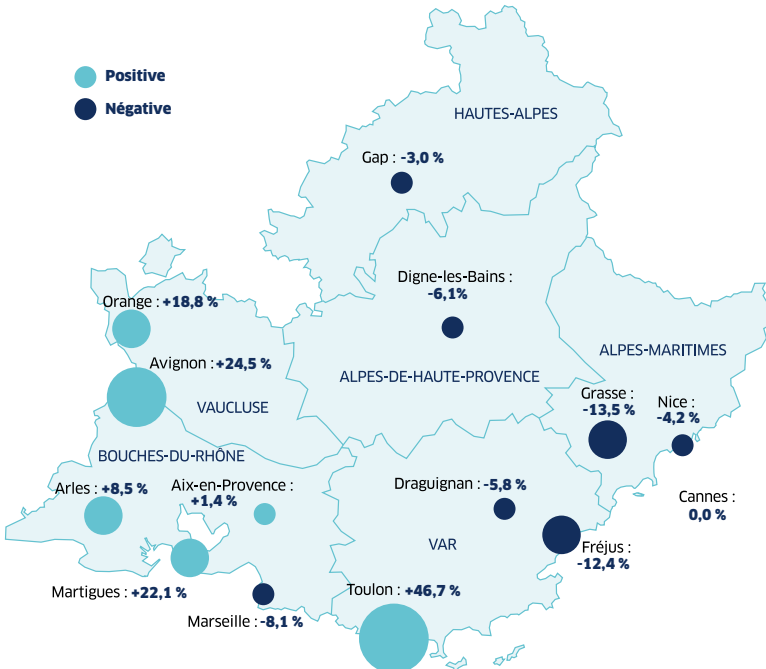 Positive
Négative
HAUTES-ALPES
Gap : -3,0 %
Digne-les-Bains :
-6,1%
Orange : +18,8 %
Avignon : +24,5 %
ALPES-MARITIMES
ALPES-DE-HAUTE-PROVENCE
VAUCLUSE
Grasse :
-13,5 %
Nice :
-4,2 %
BOUCHES-DU-RHÔNE
Arles : +8,5 %
Aix-en-Provence :
+1,4 %
Draguignan : -5,8 %
Cannes :
0,0 %
VAR
Fréjus :
-12,4 %
Martigues : +22,1 %
Toulon : +46,7 %
Marseille : -8,1 %